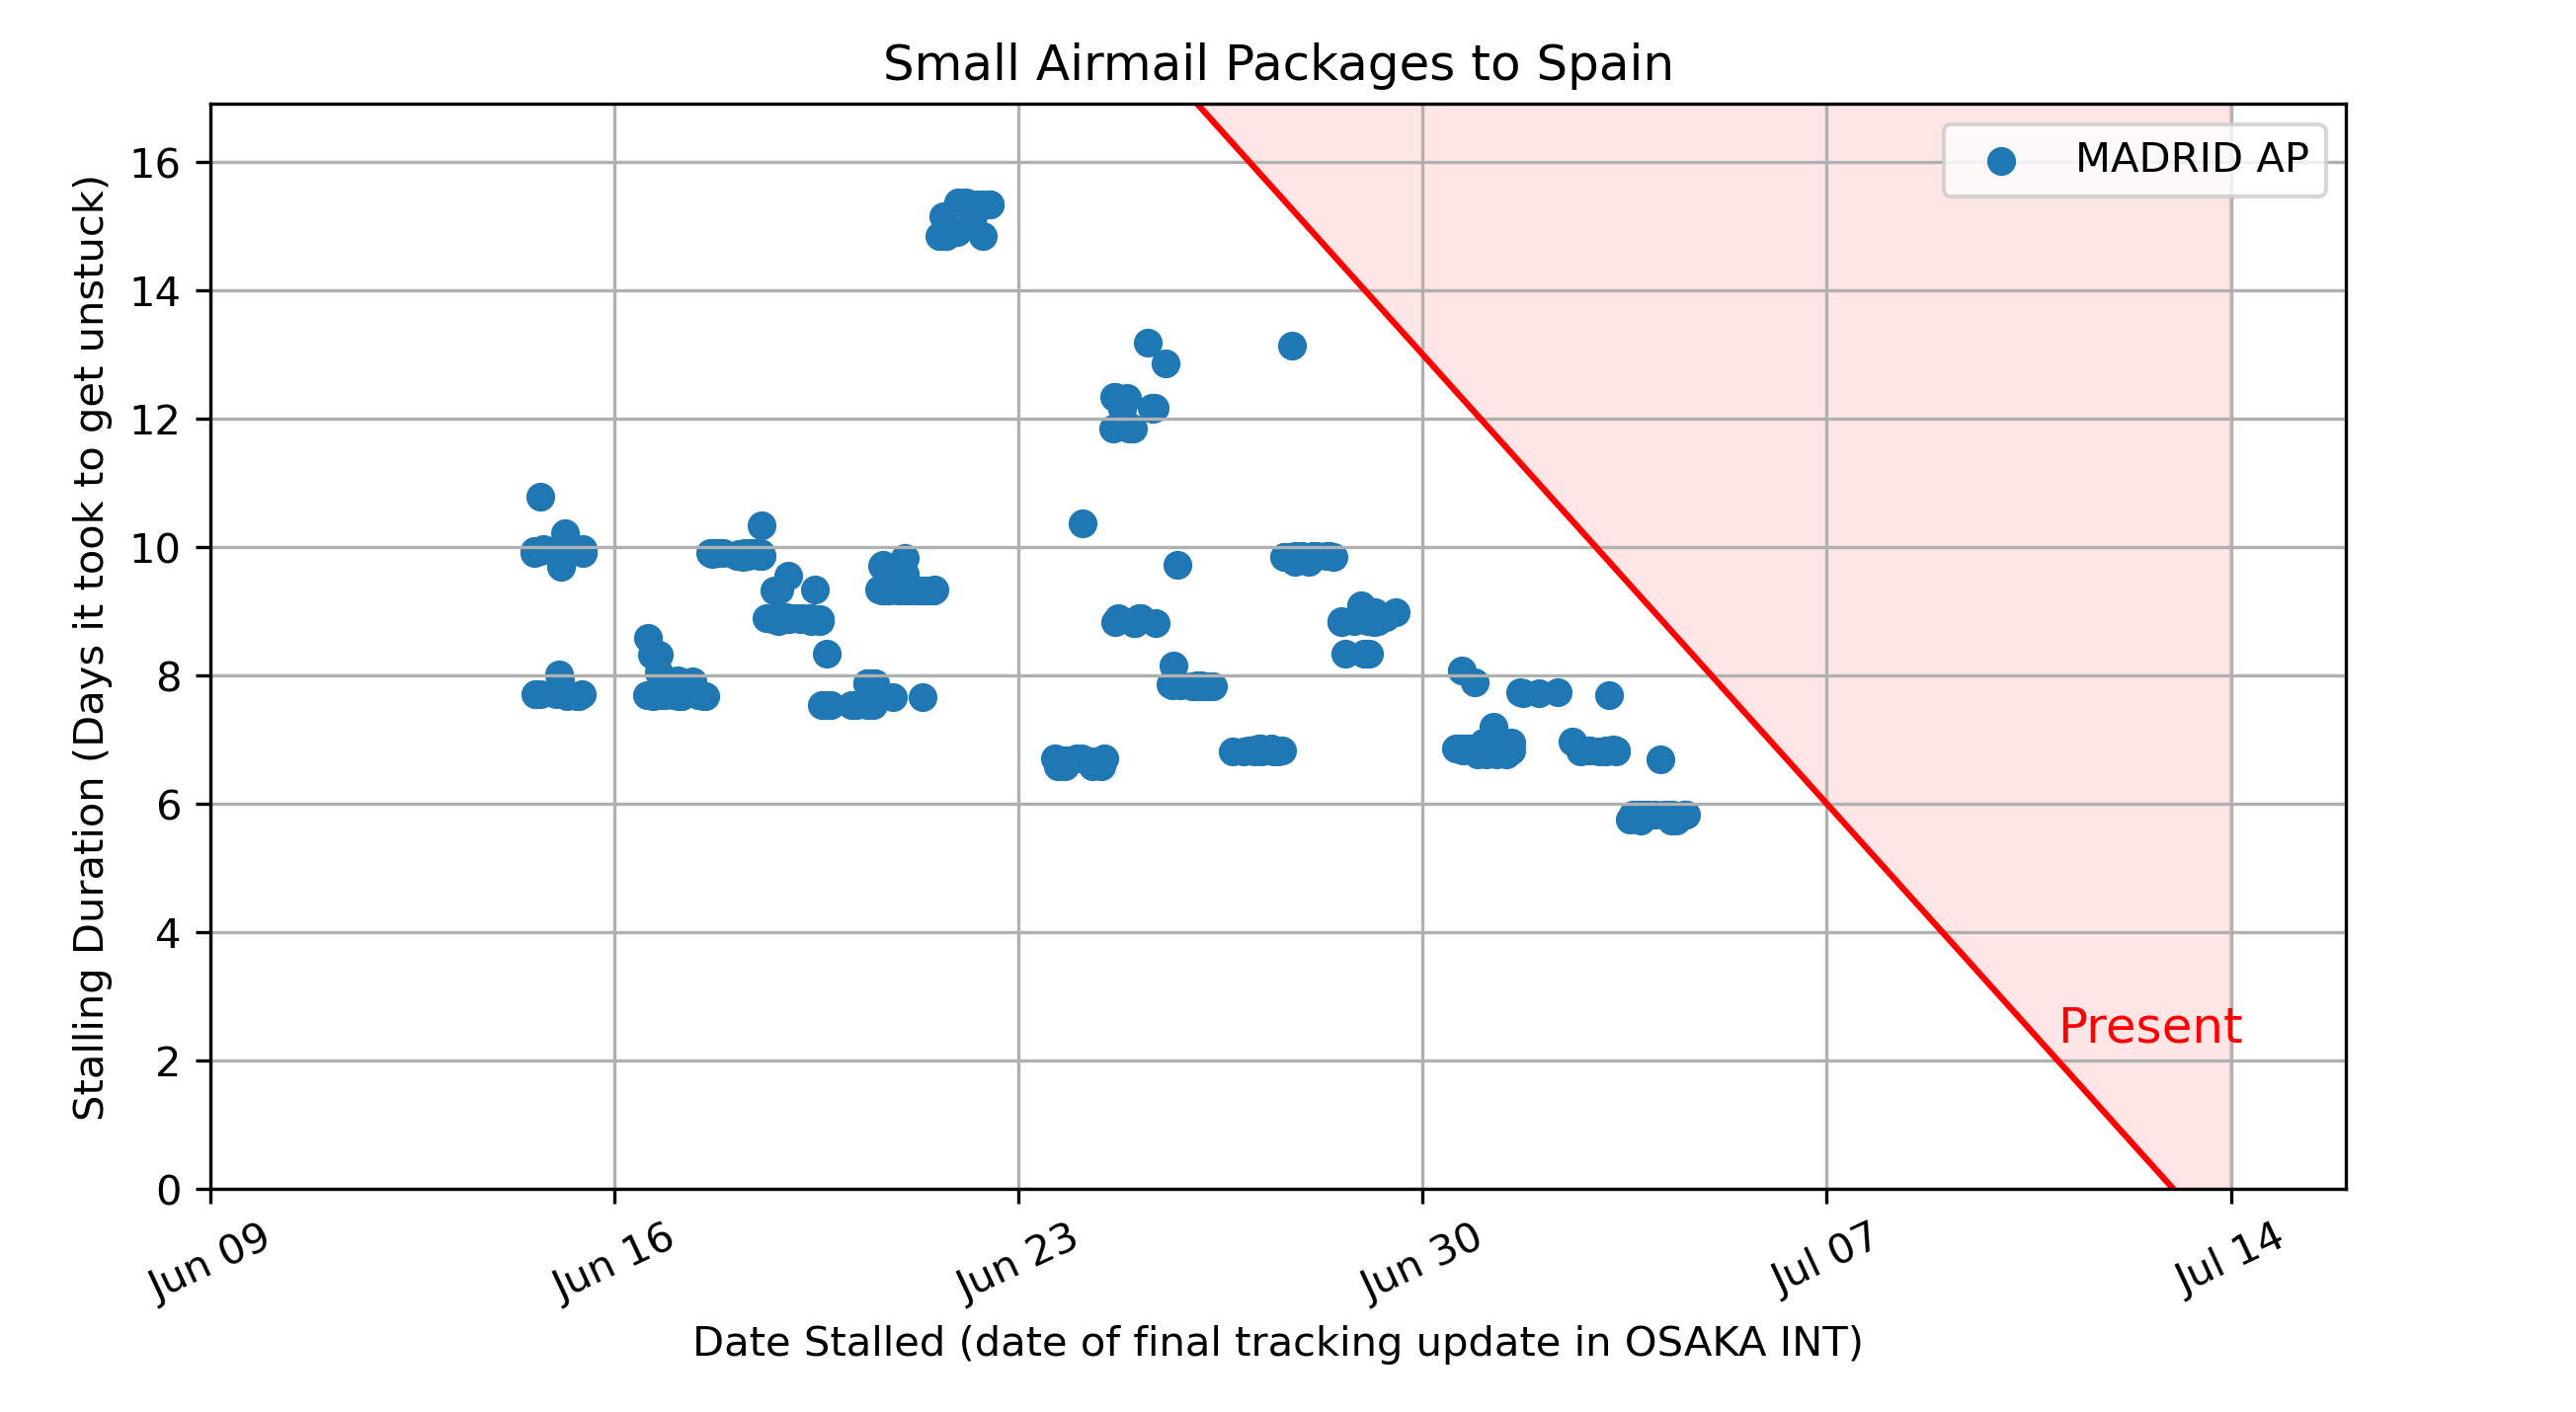 Small Airmail Packages to Spain
MADRID AP
Stalling Duration (Days it took to get unstuck)
16
14
12
10
8
6
4
2
0
Present
Jun 09
Jun 16
Jun 23
Jun 30
Jul 07
Jul 14
Date Stalled (date of final tracking update in OSAKA INT)